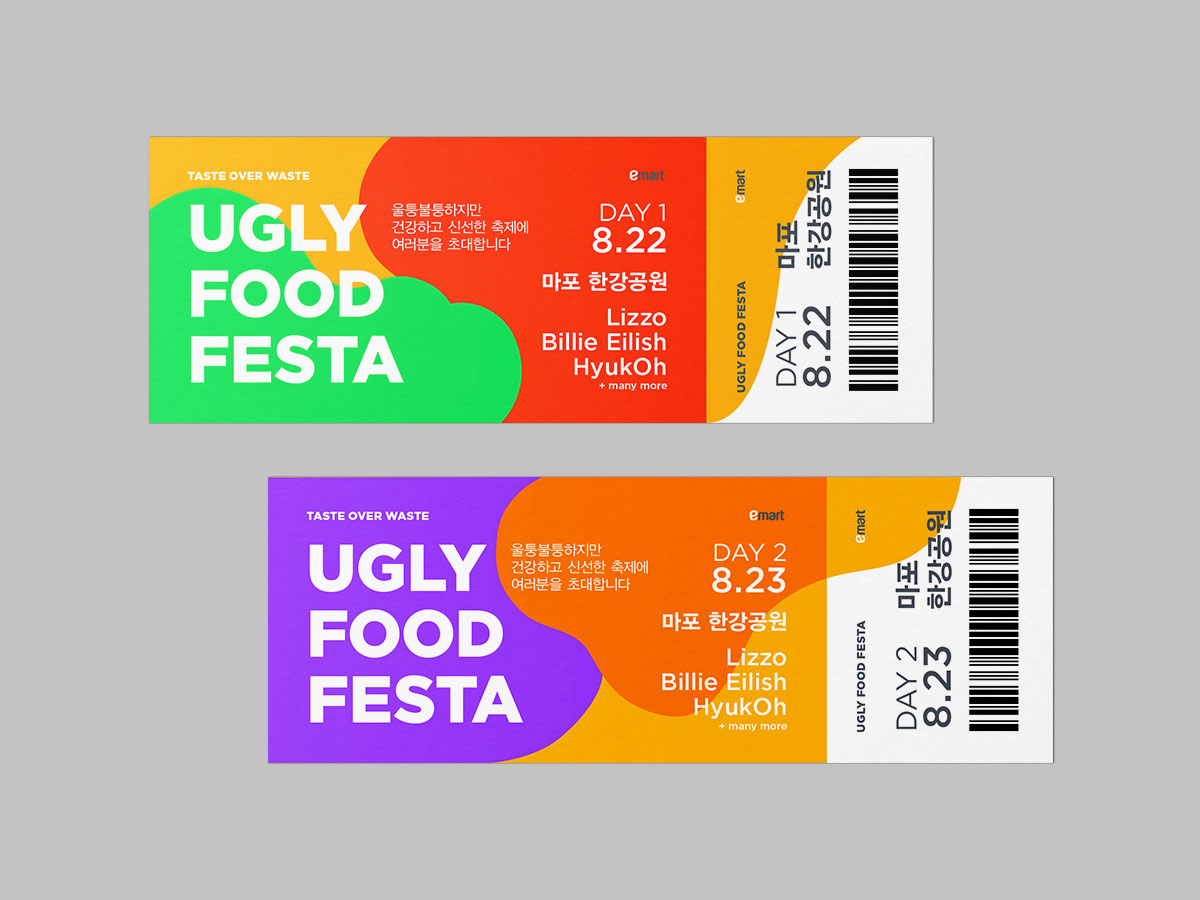 TASTE OVER WASTE
UGLY
FOOD
FESTA
울퉁불퉁하지만
건강하고 신선한 축제에
여러분을 초대합니다
emart
DAY 1
8.22
마포 한강공원
Lizzo
Billie Eilish
HyukOh
+ many more
emart
UGLY FOOD FESTA
마포
한강공원
DAY 1
8.22
TASTE OVER WASTE
UGLY
FOOD
FESTA
울퉁불퉁하지만
건강하고 신선한 축제에
여러분을 초대합니다
emart
DAY 2
8.23
마포 한강공원
Lizzo
Billie Eilish
HyukOh
+ many more
emart
UGLY FOOD FESTA
마포
한강공원
DAY 2
8.23